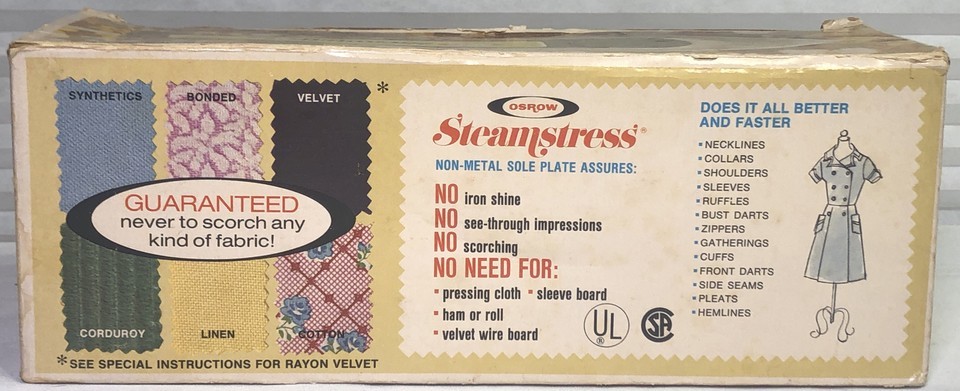 SYNTHETICS
BONDED
VELVET
*
GUARANTEED
never to scorch any
kind of fabric!
CORDUROY
LINEN
COTTON
*SEE SPECIAL INSTRUCTIONS FOR RAYON VELVET
OSROW
Steamstress®
NON-METAL SOLE PLATE ASSURES:
NO iron shine
NO see-through impressions
NO scorching
NO NEED FOR:
▪ pressing cloth ▪ sleeve board
▪ ham or roll
▪ velvet wire board
UL
®
SA
DOES IT ALL BETTER
AND FASTER
▪ NECKLINES
▪ COLLARS
▪ SHOULDERS
▪ SLEEVES
▪ RUFFLES
▪ BUST DARTS
▪ ZIPPERS
▪ GATHERINGS
▪ CUFFS
▪ FRONT DARTS
▪ SIDE SEAMS
▪ PLEATS
▪ HEMLINES